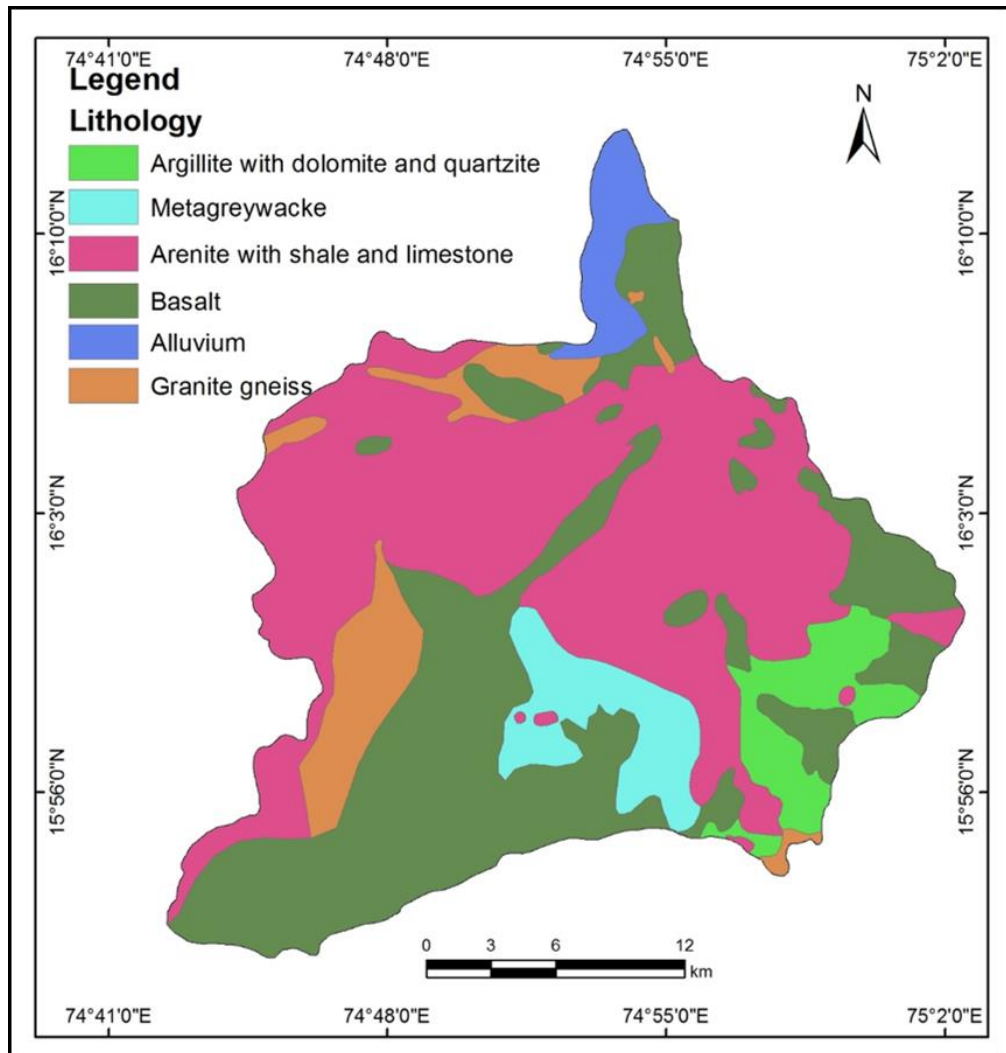 74°41'0"E 74°48'0"E 74°55'0"E 75°2'0"E
Legend
Lithology
Argillite with dolomite and quartzite
Metagreywacke
Arenite with shale and limestone
Basalt
Alluvium
Granite gneiss
N
16°10'0"N 16°10'0"N
16°3'0"N 16°3'0"N
15°56'0"N 15°56'0"N
0 3 6 12
km
74°41'0"E 74°48'0"E 74°55'0"E 75°2'0"E